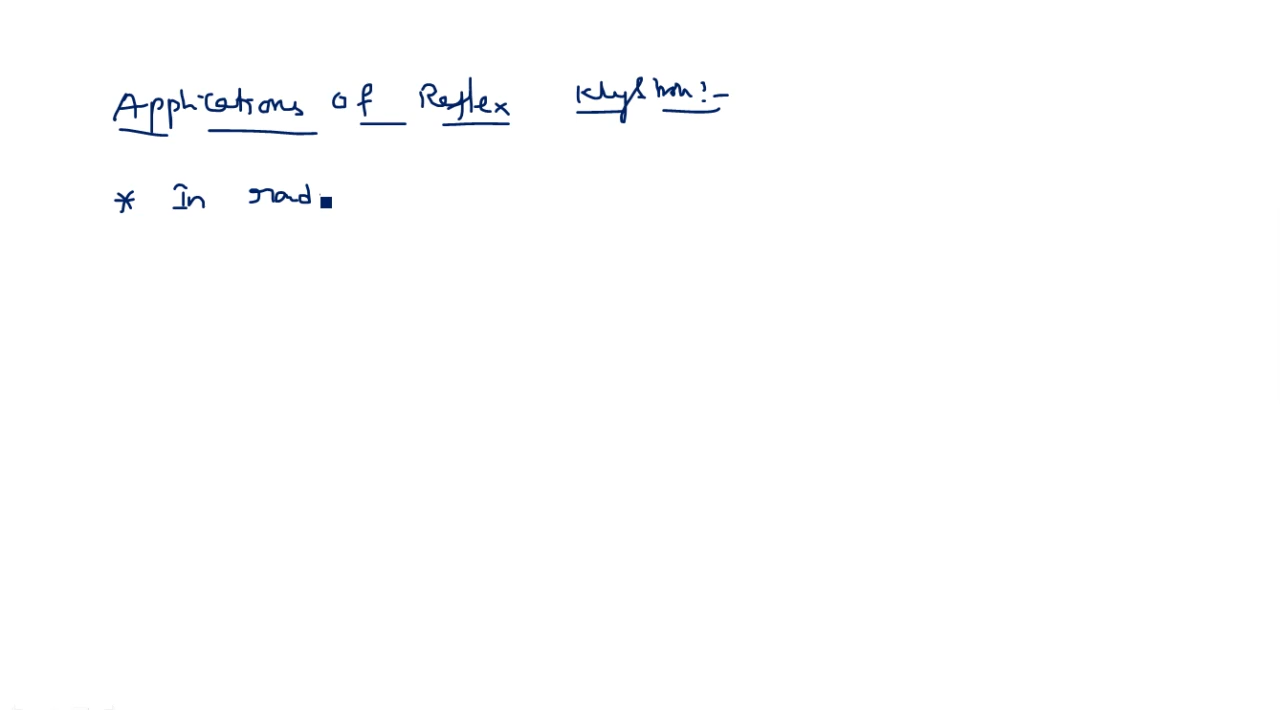 Applications of Reflex Klystron:-
* In rad